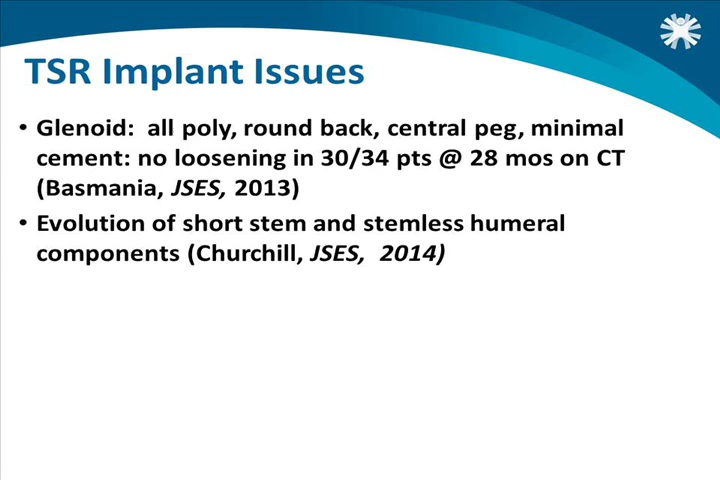 TSR Implant Issues
• Glenoid:  all poly, round back, central peg, minimal
cement: no loosening in 30/34 pts @ 28 mos on CT
(Basmania, JSES, 2013)
• Evolution of short stem and stemless humeral
components (Churchill, JSES,  2014)